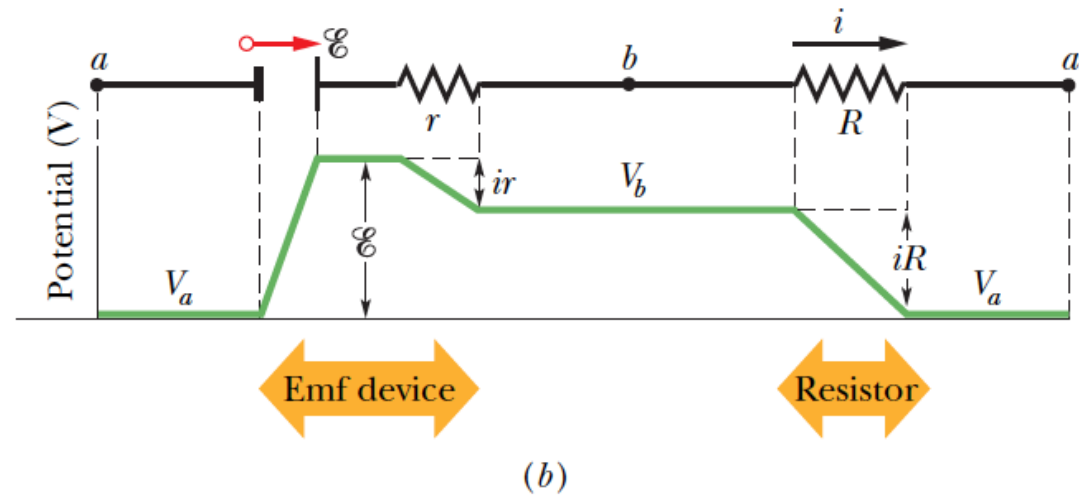 i
ℰ
a b a
r R
Potential (V)
ir V_b
ℰ iR
V_a V_a
Emf device Resistor
(b)